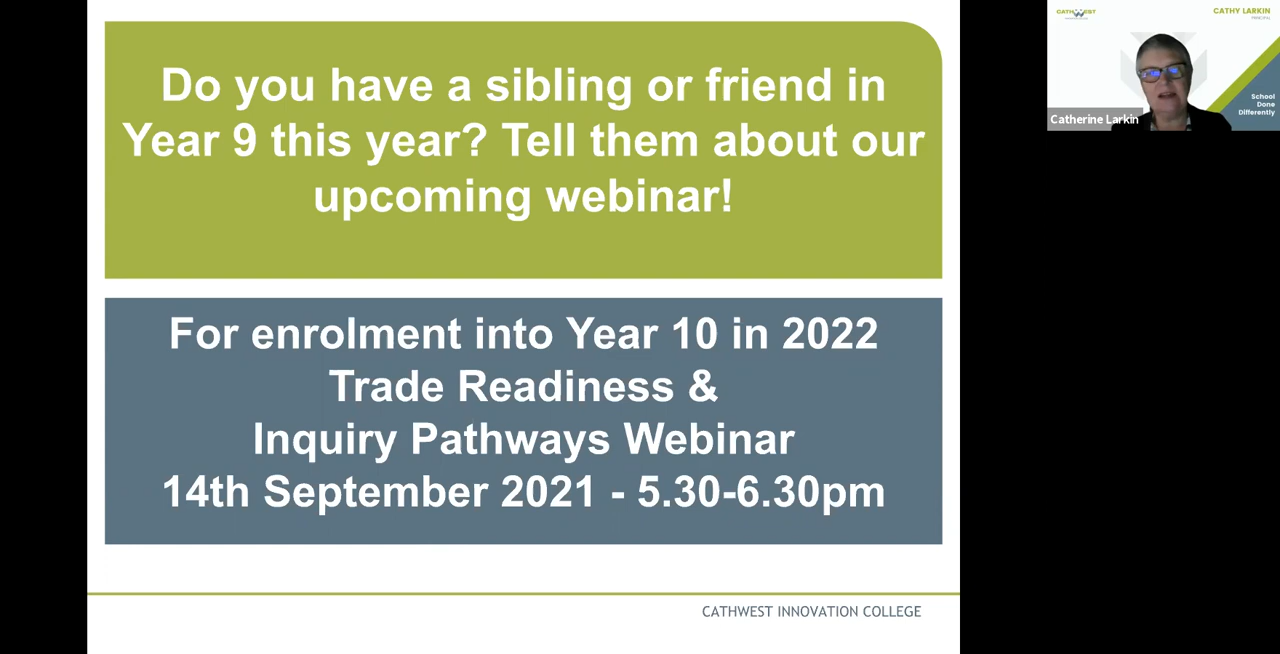 Do you have a sibling or friend in
Year 9 this year? Tell them about our
upcoming webinar!
For enrolment into Year 10 in 2022
Trade Readiness &
Inquiry Pathways Webinar
14th September 2021 - 5.30-6.30pm
CATHWEST INNOVATION COLLEGE
CATHWEST
CATHY LARKIN
PRINCIPAL
School
Done
Differently
Catherine Larkin